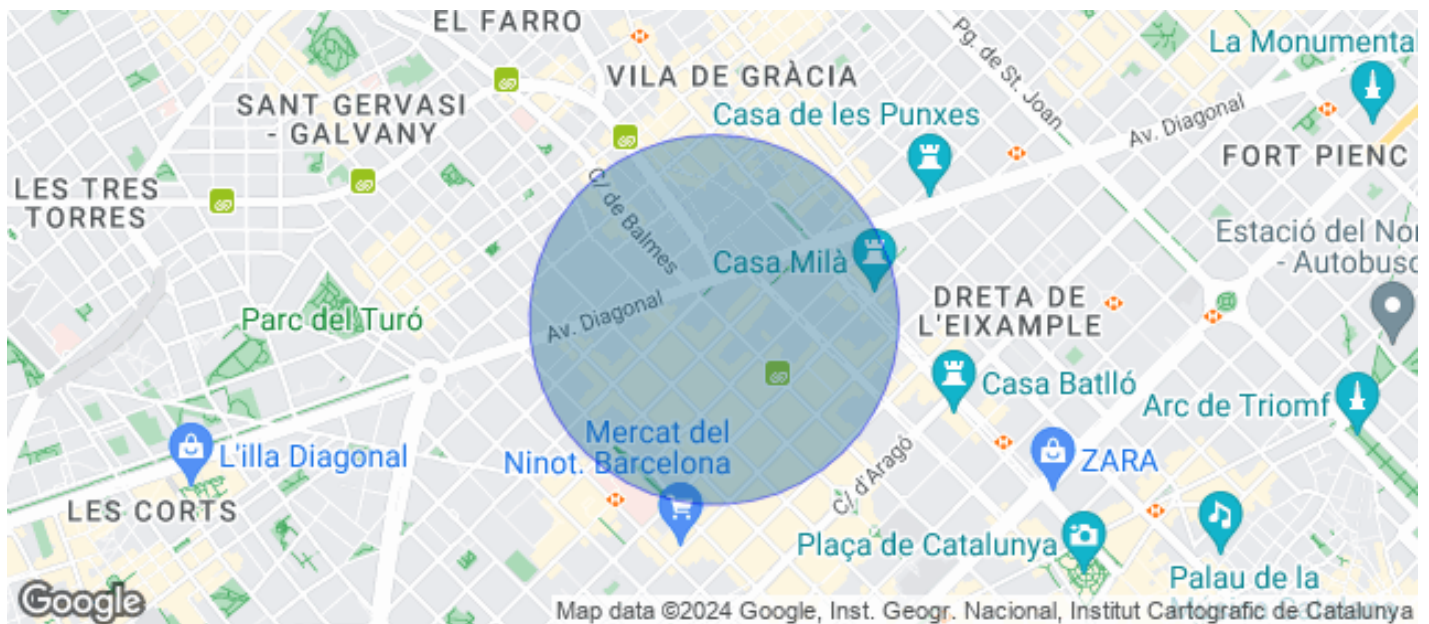 EL FARRO
VILA DE GRÀCIA
Pg. de St. Joan
La Monumental
SANT GERVASI
- GALVANY
Casa de les Punxes
Av. Diagonal
FORT PIENC
LES TRES
TORRES
C/ de Balmes
Estació del No
- Autobus
Casa Milà
DRETA DE
L'EIXAMPLE
Parc del Turó
Av. Diagonal
Casa Batlló
Arc de Triomf
Mercat del
Ninot. Barcelona
L'illa Diagonal
C/ d'Aragó
ZARA
LES CORTS
Plaça de Catalunya
Palau de la
Google
Map data ©2024 Google, Inst. Geogr. Nacional, Institut Cartografic de Catalunya